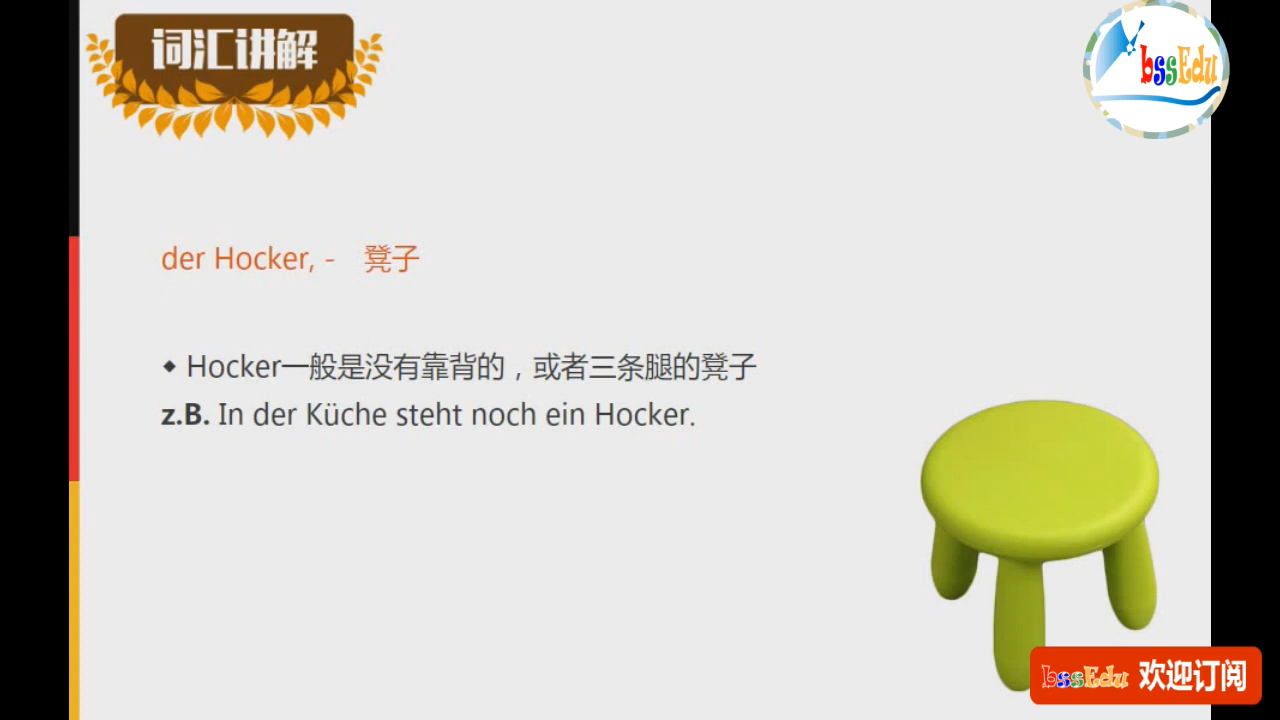 词汇讲解
bssEdu
der Hocker, - 凳子
◆ Hocker一般是没有靠背的，或者三条腿的凳子
z.B. In der Küche steht noch ein Hocker.
bssEdu 欢迎订阅